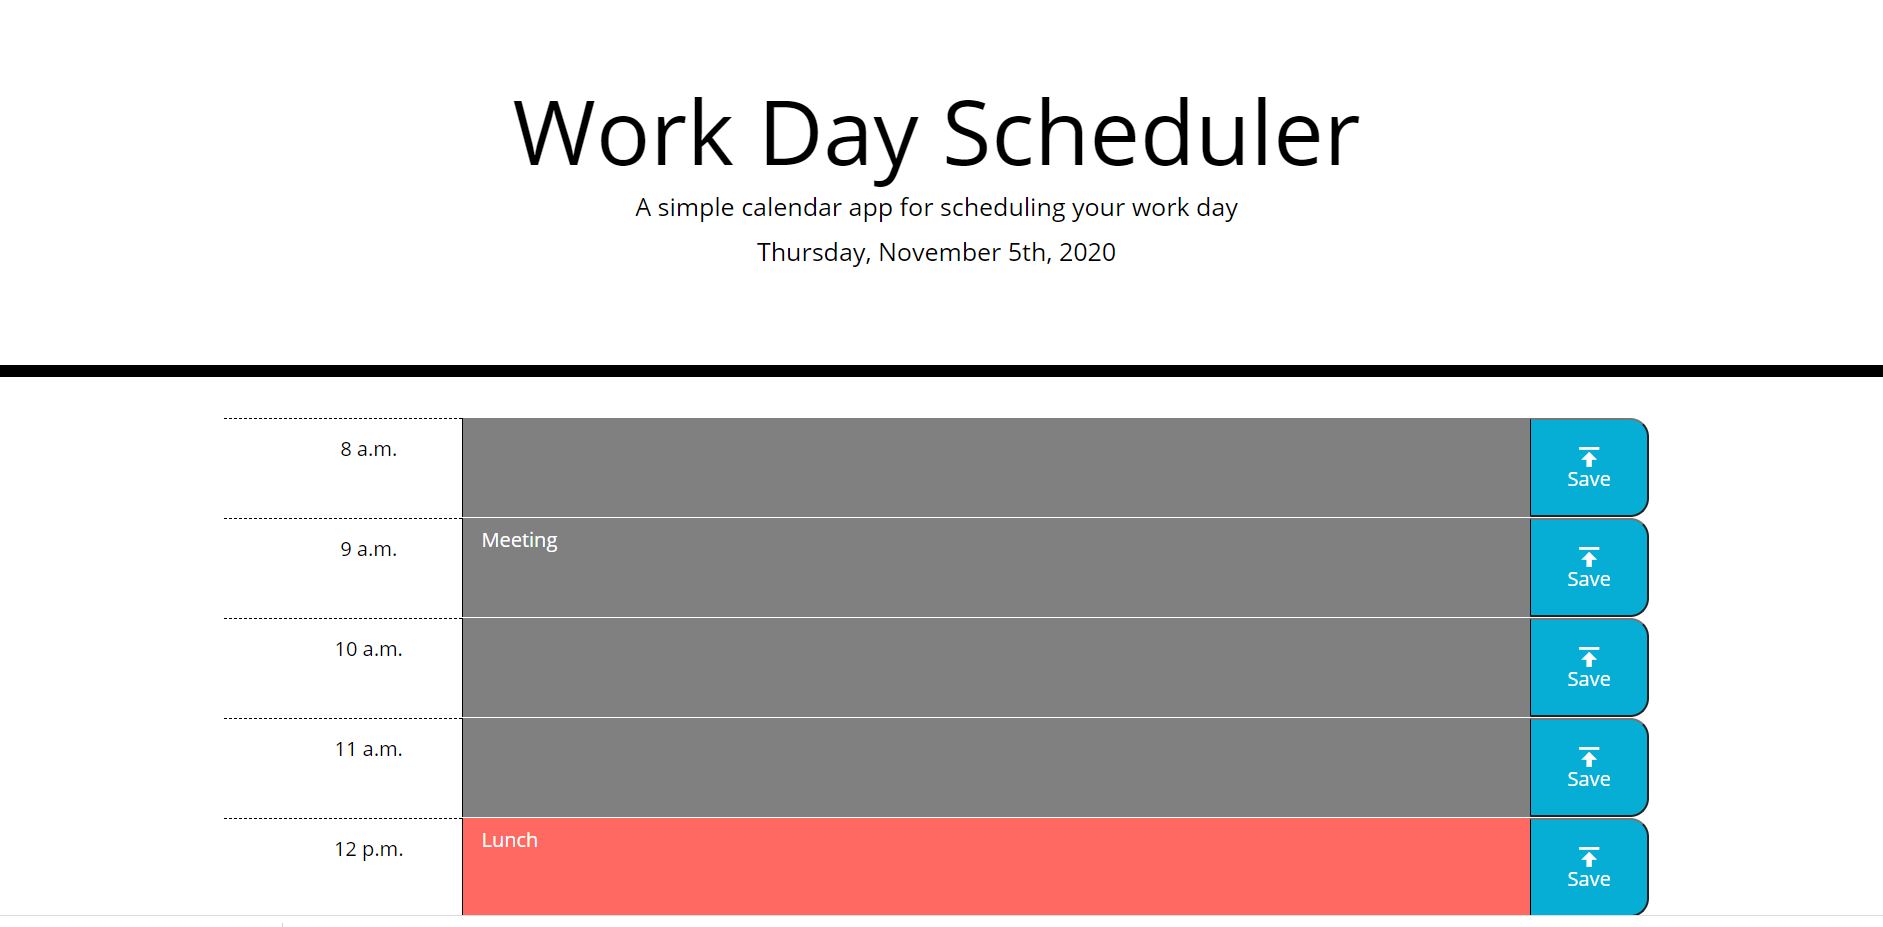 Work Day Scheduler
A simple calendar app for scheduling your work day
Thursday, November 5th, 2020
8 a.m.
Save
9 a.m.
Meeting
Save
10 a.m.
Save
11 a.m.
Save
12 p.m.
Lunch
Save